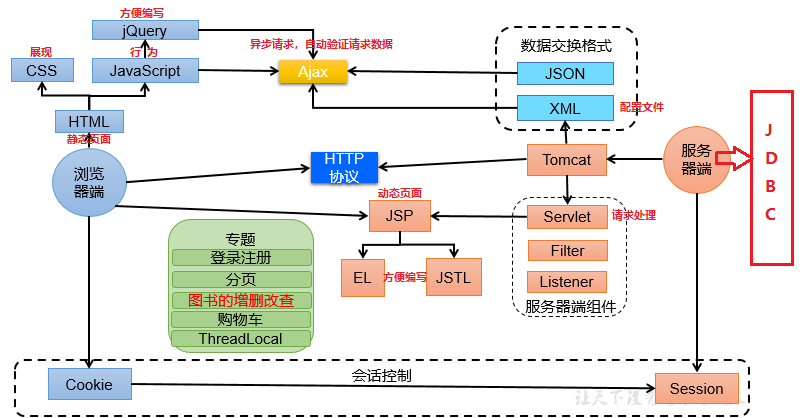 方便编写
jQuery
异步请求，自动验证请求数据
数据交换格式
展现
行 为
CSS
JavaScript
Ajax
JSON
XML
配置文件
HTML
静态页面
浏览
器端
HTTP
协议
Tomcat
服务
器端
J
D
B
C
动态页面
JSP
Servlet
请求处理
EL
方便编写
JSTL
Filter
Listener
服务器端组件
专题
登录注册
分页
图书的增删改查
购物车
ThreadLocal
会话控制
Cookie
Session
让天下没